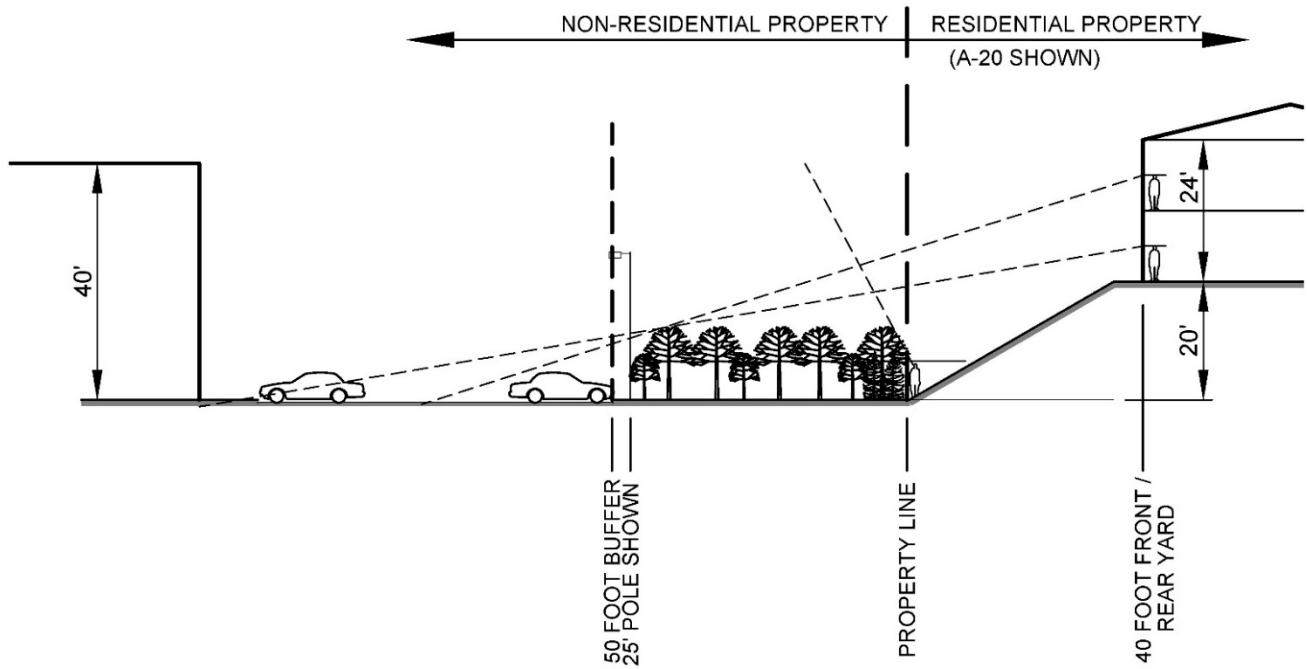 NON-RESIDENTIAL PROPERTY
RESIDENTIAL PROPERTY
(A-20 SHOWN)
40'
24'
20'
50 FOOT BUFFER
25' POLE SHOWN
PROPERTY LINE
40 FOOT FRONT /
REAR YARD